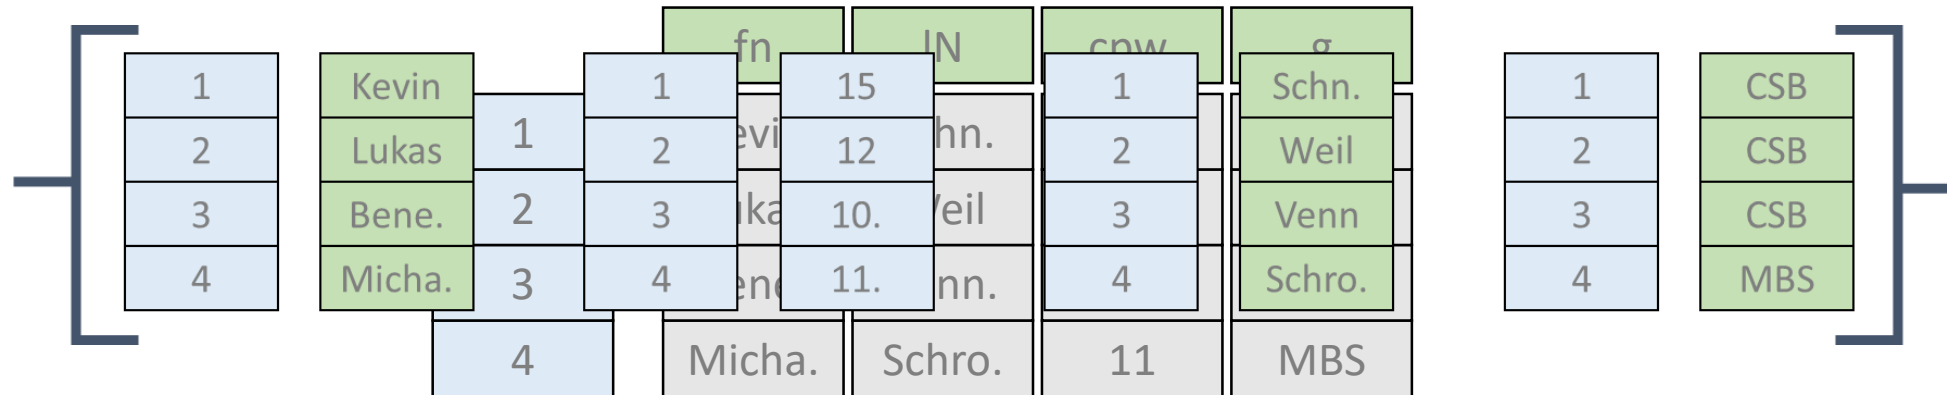 fn lN cpw g
1 Kevin 1 15 1 Schn. 1 CSB
1 hn.
2 Lukas 2 12 2 Weil 2 CSB
2 eil
3 Bene. 3 10. 3 Venn 3 CSB
3 nn.
4 Micha. 4 11. 4 Schro. 4 MBS
4 Micha. Schro. 11 MBS